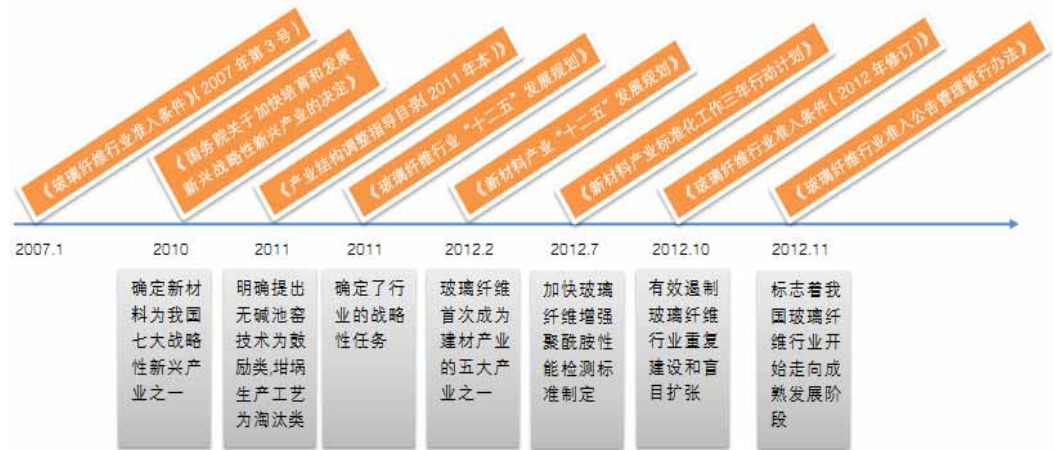 《玻璃纤维行业准入条件》(2007年第3号)
《国务院关于加快培育和发展
新兴战略性新兴产业的决定》
《产业结构调整指导目录(2011年本)》
《玻璃纤维行业“十二五”发展规划》
《新材料产业“十二五”发展规划》
《新材料产业标准化工作三年行动计划》
《玻璃纤维行业准入条件(2012年修订)》
《玻璃纤维行业准入公告管理暂行办法》
2007.1
2010
2011
2011
2012.2
2012.7
2012.10
2012.11
确定新材
料为我国
七大战略
性新兴产
业之一
明确提出
无碱池窑
技术为鼓
励类,坩埚
生产工艺
为淘汰类
确定了行
业的战略
性任务
玻璃纤维
首次成为
建材产业
的五大产
业之一
加快玻璃
纤维增强
聚酰胺性
能检测标
准制定
有效遏制
玻璃纤维
行业重复
建设和盲
目扩张
标志着我
国玻璃纤
维行业开
始走向成
熟发展阶
段